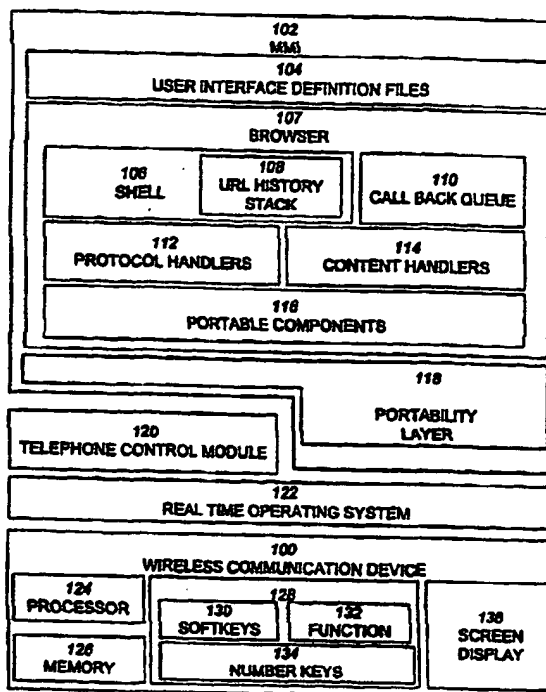 102
MMI
104
USER INTERFACE DEFINITION FILES
107
BROWSER
106
SHELL
108
URL HISTORY
STACK
110
CALL BACK QUEUE
112
PROTOCOL HANDLERS
114
CONTENT HANDLERS
116
PORTABLE COMPONENTS
118
PORTABILITY
LAYER
120
TELEPHONE CONTROL MODULE
122
REAL TIME OPERATING SYSTEM
100
WIRELESS COMMUNICATION DEVICE
124
PROCESSOR
126
MEMORY
128
130
SOFTKEYS
132
FUNCTION
134
NUMBER KEYS
136
SCREEN
DISPLAY